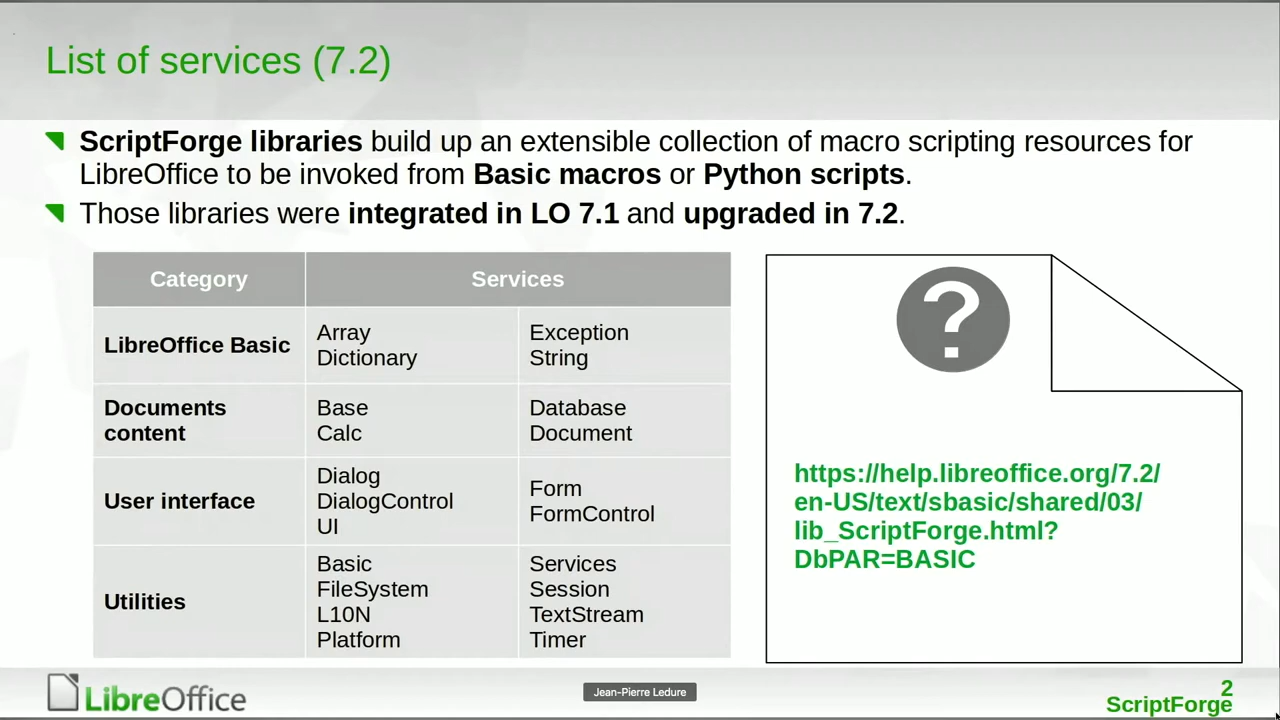 List of services (7.2)
ScriptForge libraries build up an extensible collection of macro scripting resources for
LibreOffice to be invoked from Basic macros or Python scripts.
Those libraries were integrated in LO 7.1 and upgraded in 7.2.
Category
Services
LibreOffice Basic
Array
Dictionary
Exception
String
Documents
content
Base
Calc
Database
Document
User interface
Dialog
DialogControl
UI
Form
FormControl
Utilities
Basic
FileSystem
L10N
Platform
Services
Session
TextStream
Timer
?
https://help.libreoffice.org/7.2/
en-US/text/sbasic/shared/03/
lib_ScriptForge.html?
DbPAR=BASIC
LibreOffice
Jean-Pierre Ledure
2
ScriptForge